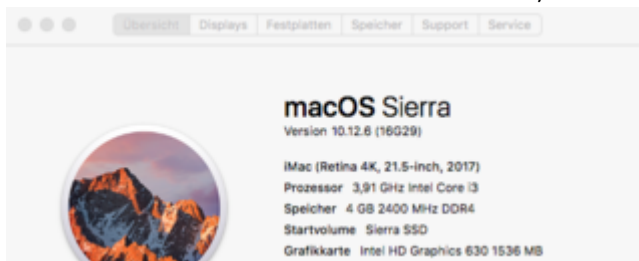 Übersicht Displays Festplatten Speicher Support Service
macOS Sierra
Version 10.12.6 (16G29)
iMac (Retina 4K, 21.5-inch, 2017)
Prozessor 3,91 GHz Intel Core i3
Speicher 4 GB 2400 MHz DDR4
Startvolume Sierra SSD
Grafikkarte Intel HD Graphics 630 1536 MB